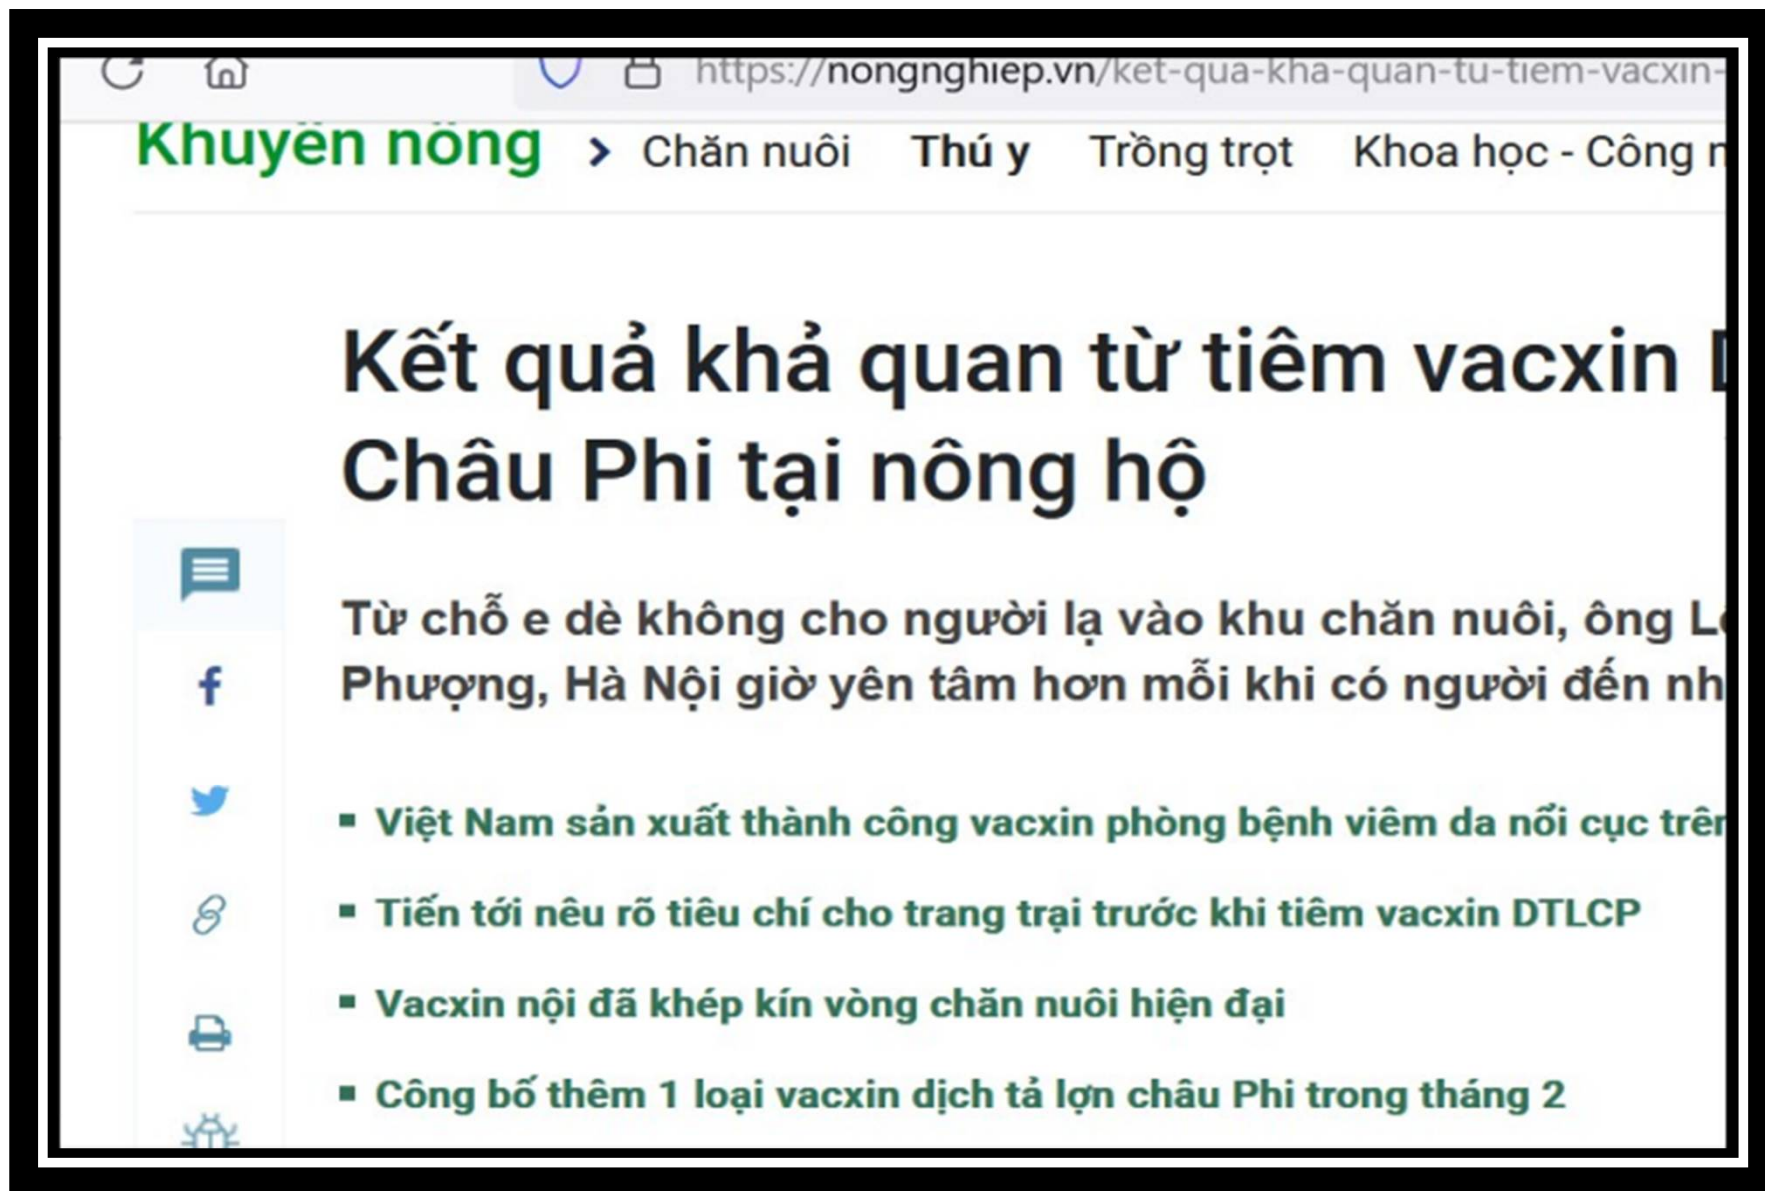 https://nongnghiep.vn/ket-qua-kha-quan-tu-tiem-vacxin-
Khuyến nông > Chăn nuôi Thú y Trồng trọt Khoa học - Công
Kết quả khả quan từ tiêm vacxin
Châu Phi tại nông hộ
Từ chỗ e dè không cho người lạ vào khu chăn nuôi, ông
Phượng, Hà Nội giờ yên tâm hơn mỗi khi có người đến
Việt Nam sản xuất thành công vacxin phòng bệnh viêm da nổi cục trên
Tiến tới nêu rõ tiêu chí cho trang trại trước khi tiêm vacxin DTLCP
Vacxin nội đã khép kín vòng chăn nuôi hiện đại
Công bố thêm 1 loại vacxin dịch tả lợn châu Phi trong tháng 2